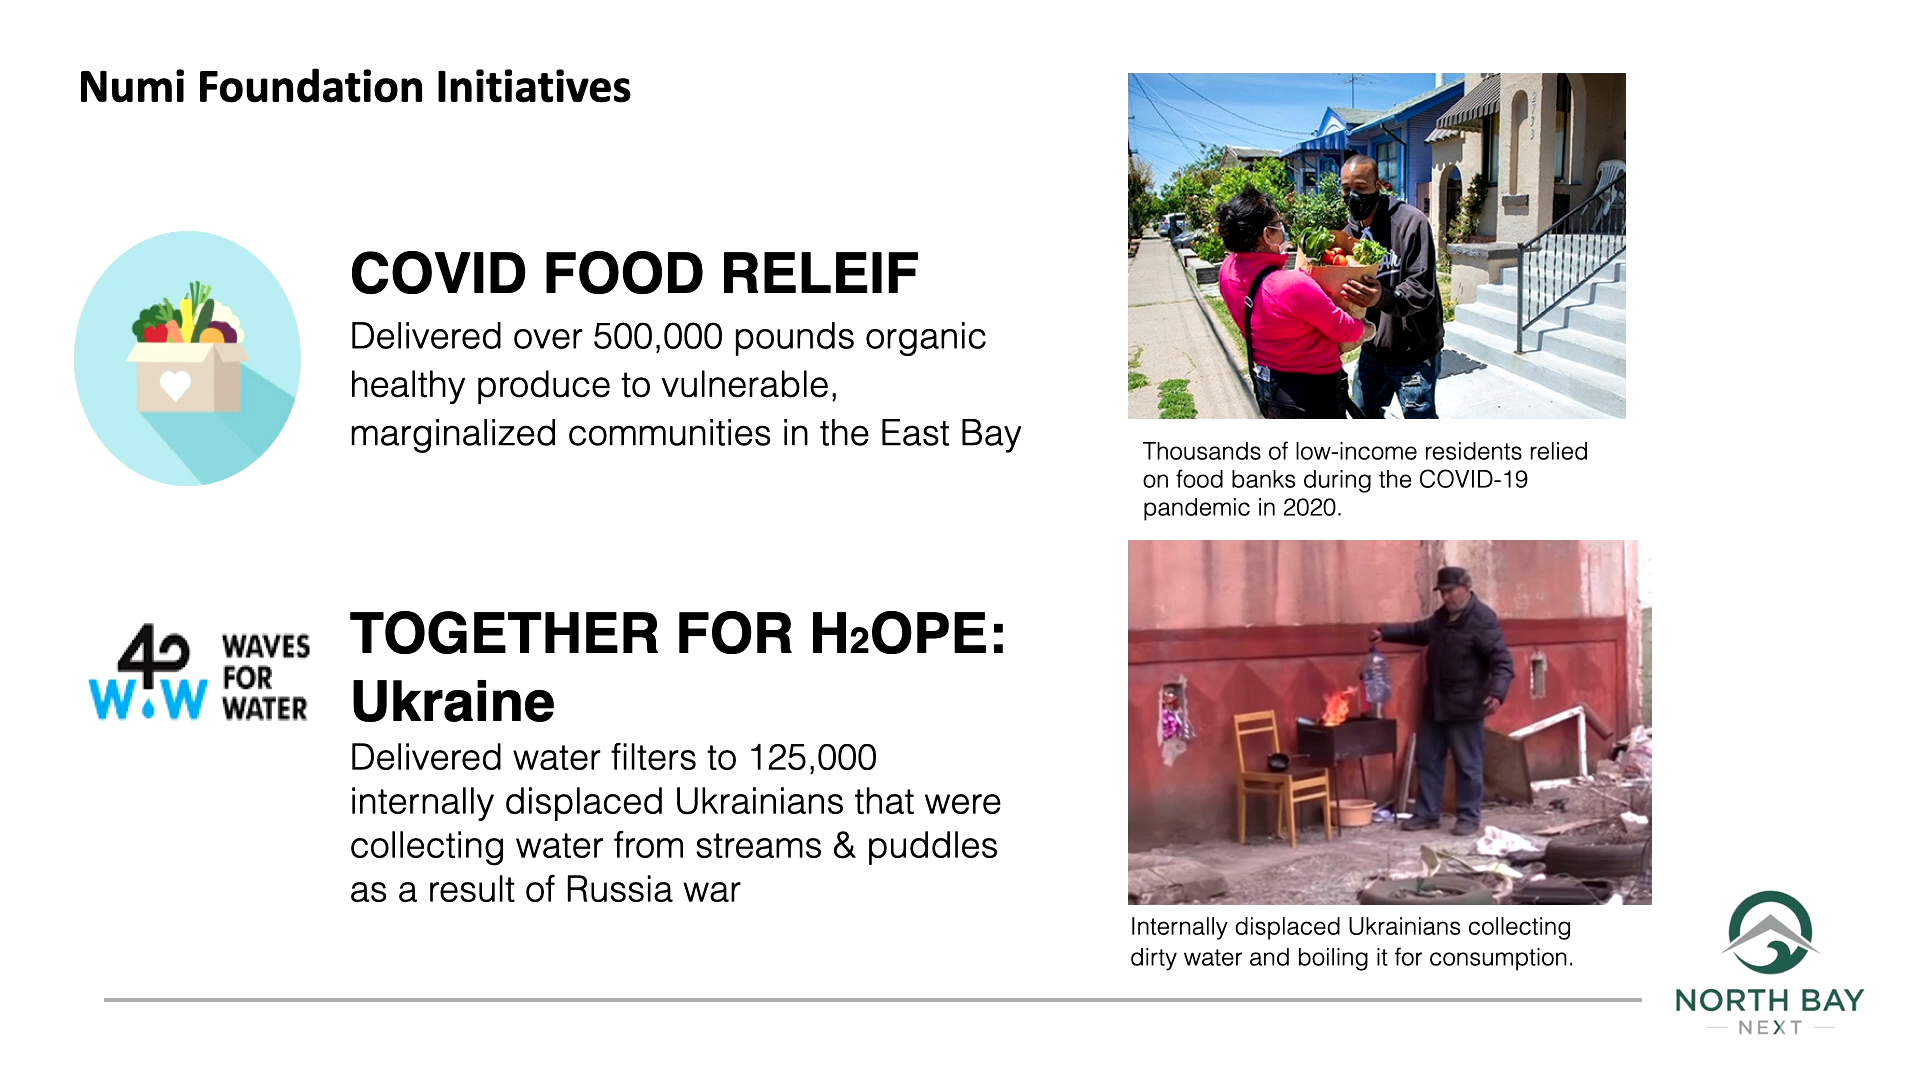 Numi Foundation Initiatives
COVID FOOD RELEIF
Delivered over 500,000 pounds organic
healthy produce to vulnerable,
marginalized communities in the East Bay
Thousands of low-income residents relied
on food banks during the COVID-19
pandemic in 2020.
W4W
WAVES
FOR
WATER
TOGETHER FOR H₂OPE:
Ukraine
Delivered water filters to 125,000
internally displaced Ukrainians that were
collecting water from streams & puddles
as a result of Russia war
Internally displaced Ukrainians collecting
dirty water and boiling it for consumption.
NORTH BAY
NEXT